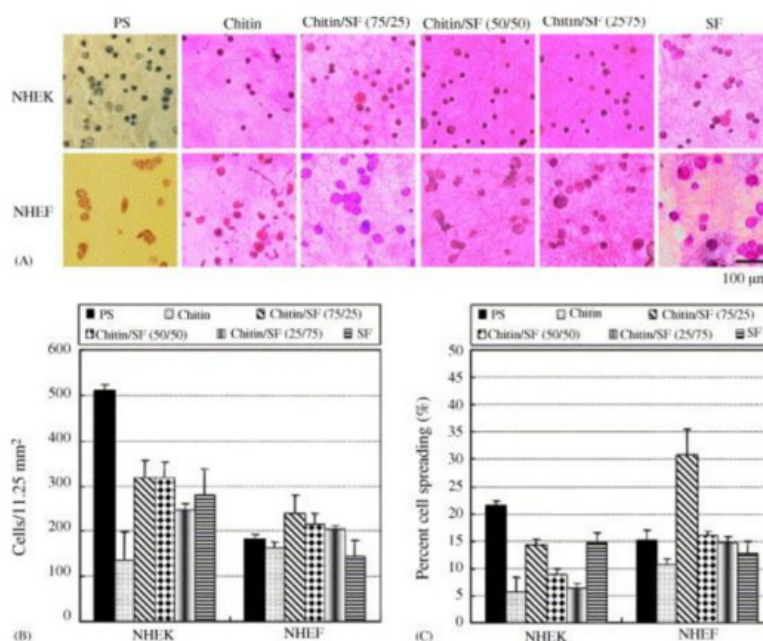 PS Chitin Chitin/SF (75/25) Chitin/SF (50/50) Chitin/SF (25/75) SF
NHEK
NHEF
(A)
100 μm
PS Chitin Chitin/SF (75/25)
Chitin/SF (50/50) Chitin/SF (25/75) SF
600
500
400
300
200
100
0
Cells/11.25 mm²
NHEK NHEF
(B)
PS Chitin Chitin/SF (75/25)
Chitin/SF (50/50) Chitin/SF (25/75) SF
50
45
40
35
30
25
20
15
10
5
0
Percent cell spreading (%)
NHEK NHEF
(C)